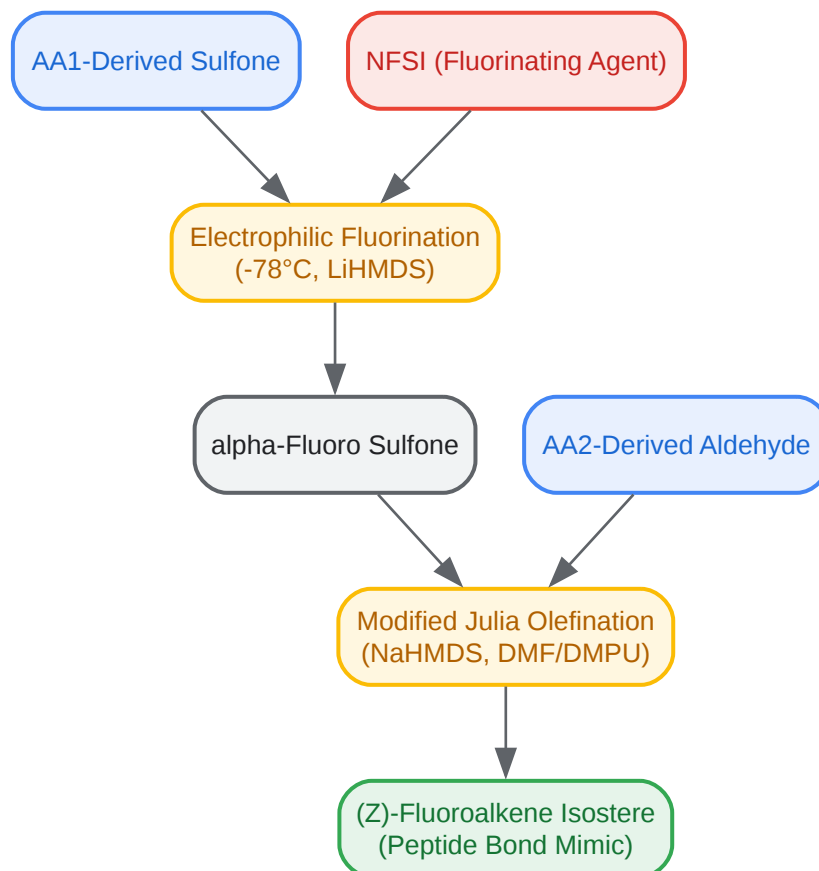 AA1-Derived Sulfone
NFSI (Fluorinating Agent)
Electrophilic Fluorination
(-78°C, LiHMDS)
alpha-Fluoro Sulfone
AA2-Derived Aldehyde
Modified Julia Olefination
(NaHMDS, DMF/DMPU)
(Z)-Fluoroalkene Isostere
(Peptide Bond Mimic)